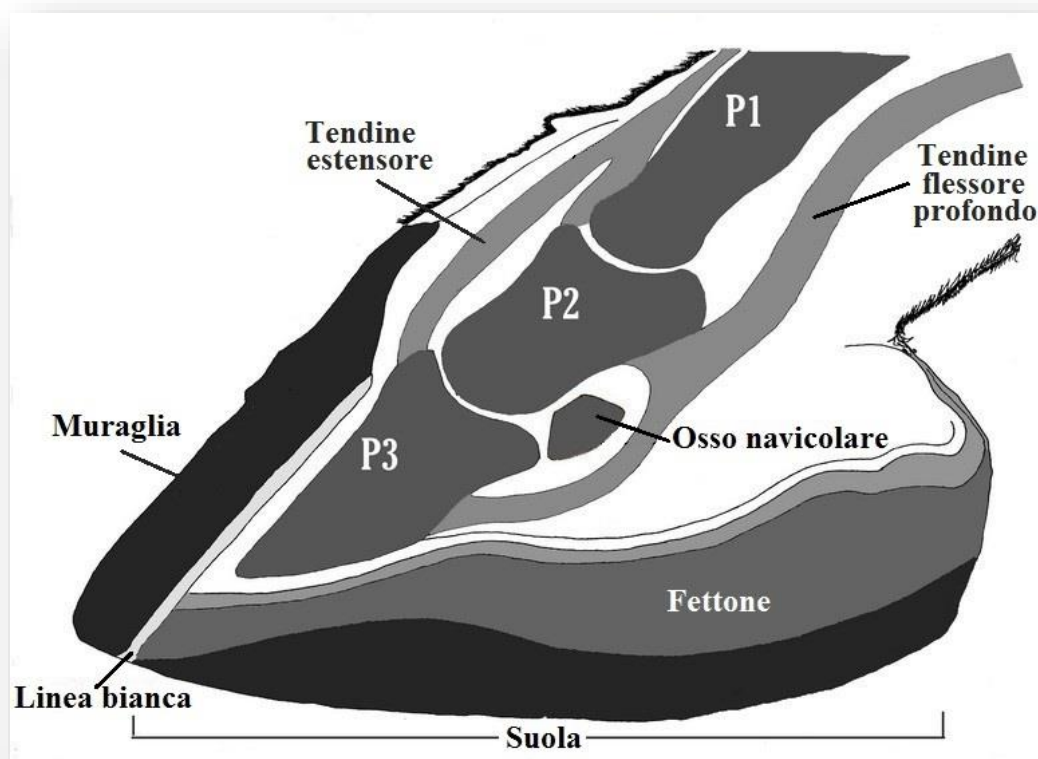 P1
Tendine
estensore
Tendine
flessore
profondo
P2
Muraglia
P3
Osso navicolare
Fettone
Linea bianca
Suola